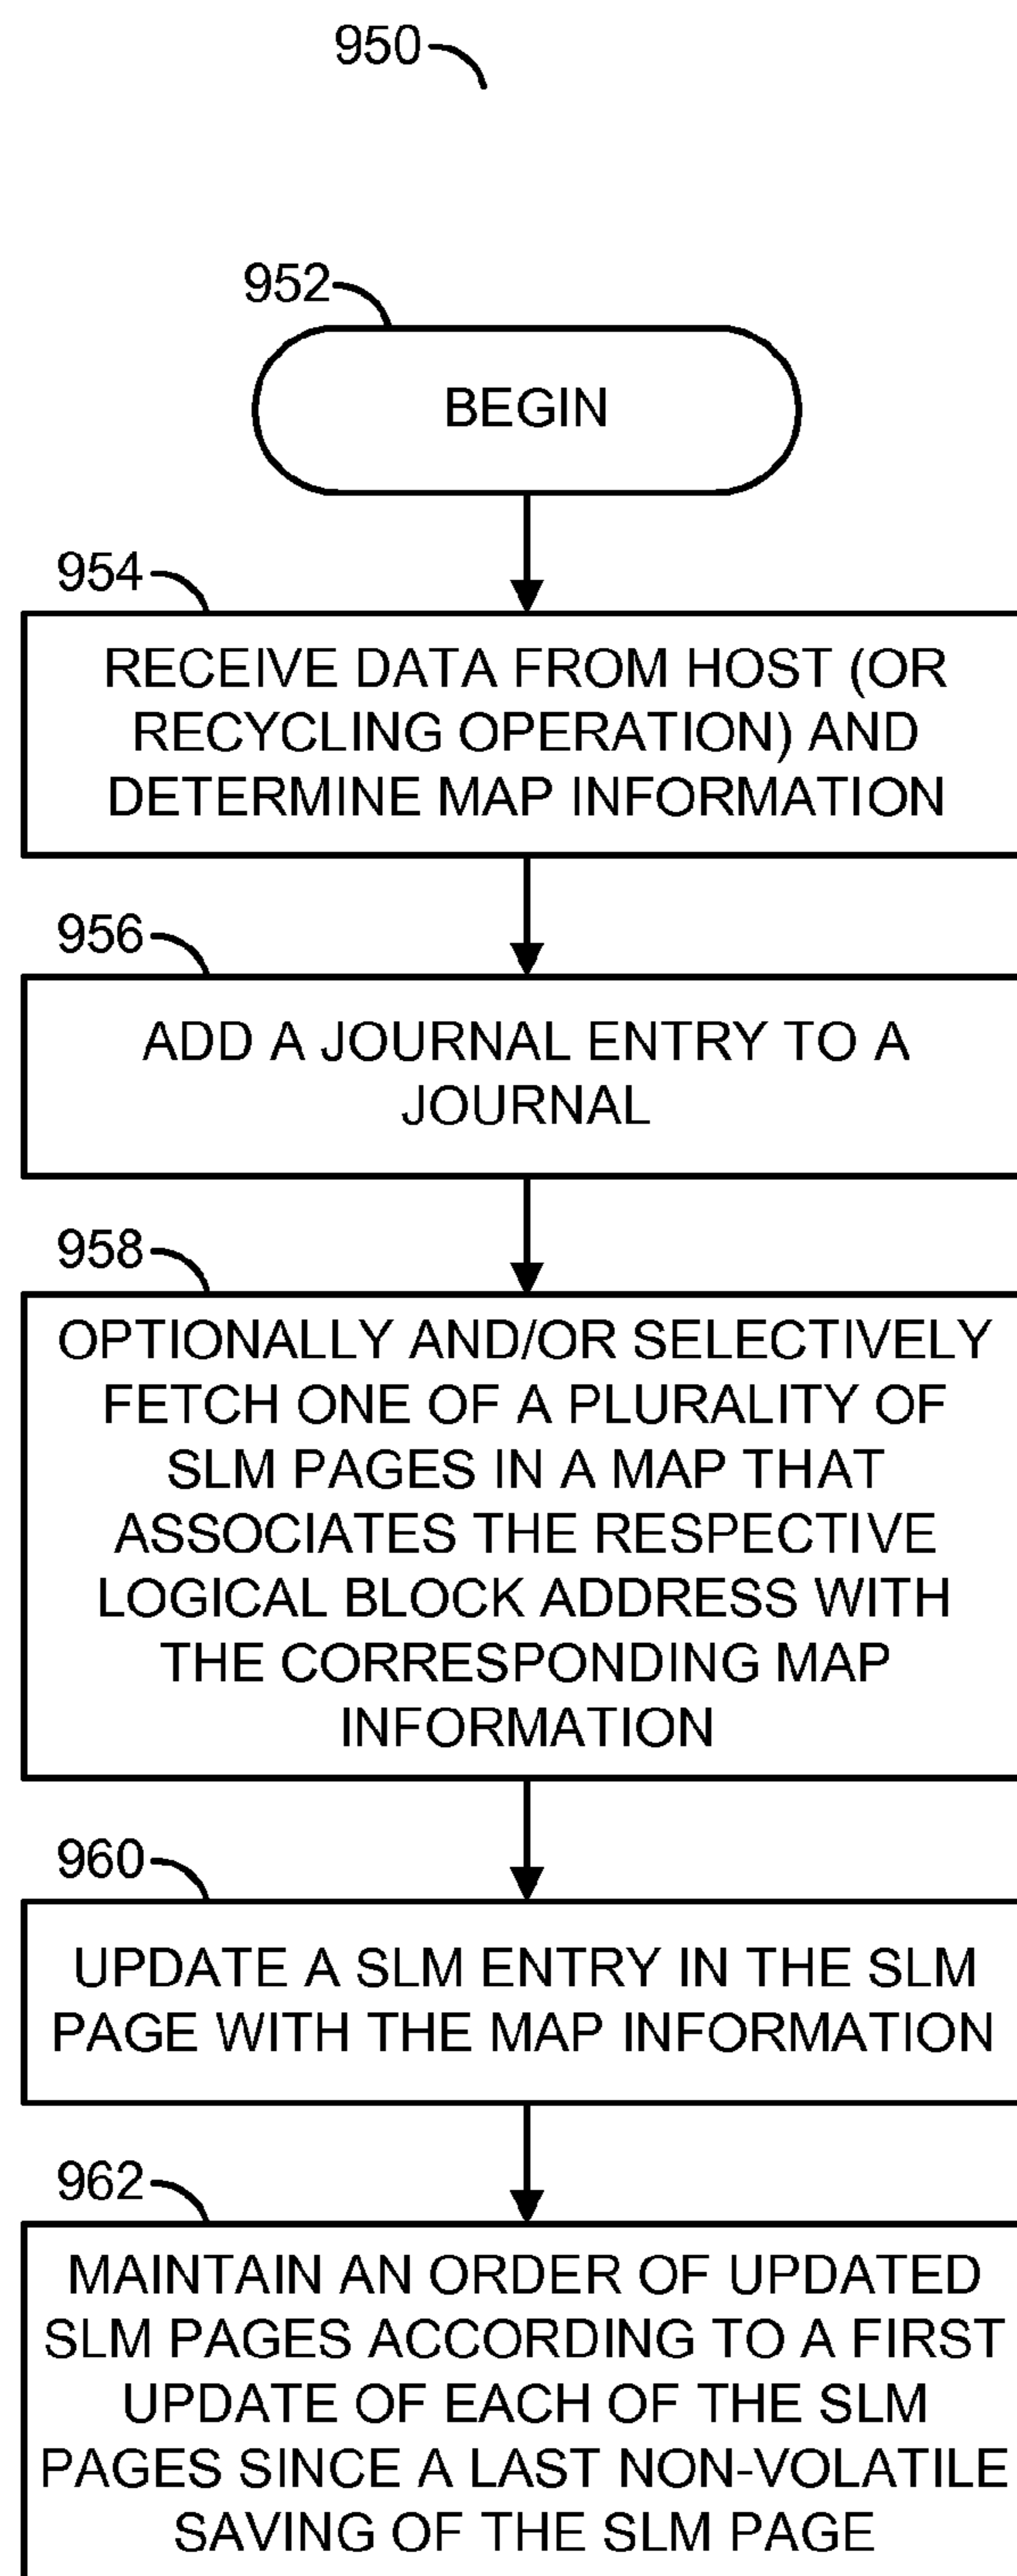 950
952
BEGIN
954
RECEIVE DATA FROM HOST (OR
RECYCLING OPERATION) AND
DETERMINE MAP INFORMATION
956
ADD A JOURNAL ENTRY TO A
JOURNAL
958
OPTIONALLY AND/OR SELECTIVELY
FETCH ONE OF A PLURALITY OF
SLM PAGES IN A MAP THAT
ASSOCIATES THE RESPECTIVE
LOGICAL BLOCK ADDRESS WITH
THE CORRESPONDING MAP
INFORMATION
960
UPDATE A SLM ENTRY IN THE SLM
PAGE WITH THE MAP INFORMATION
962
MAINTAIN AN ORDER OF UPDATED
SLM PAGES ACCORDING TO A FIRST
UPDATE OF EACH OF THE SLM
PAGES SINCE A LAST NON-VOLATILE
SAVING OF THE SLM PAGE